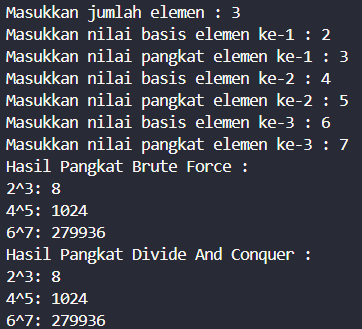 Masukkan jumlah elemen : 3
Masukkan nilai basis elemen ke-1 : 2
Masukkan nilai pangkat elemen ke-1 : 3
Masukkan nilai basis elemen ke-2 : 4
Masukkan nilai pangkat elemen ke-2 : 5
Masukkan nilai basis elemen ke-3 : 6
Masukkan nilai pangkat elemen ke-3 : 7
Hasil Pangkat Brute Force :
2^3: 8
4^5: 1024
6^7: 279936
Hasil Pangkat Divide And Conquer :
2^3: 8
4^5: 1024
6^7: 279936